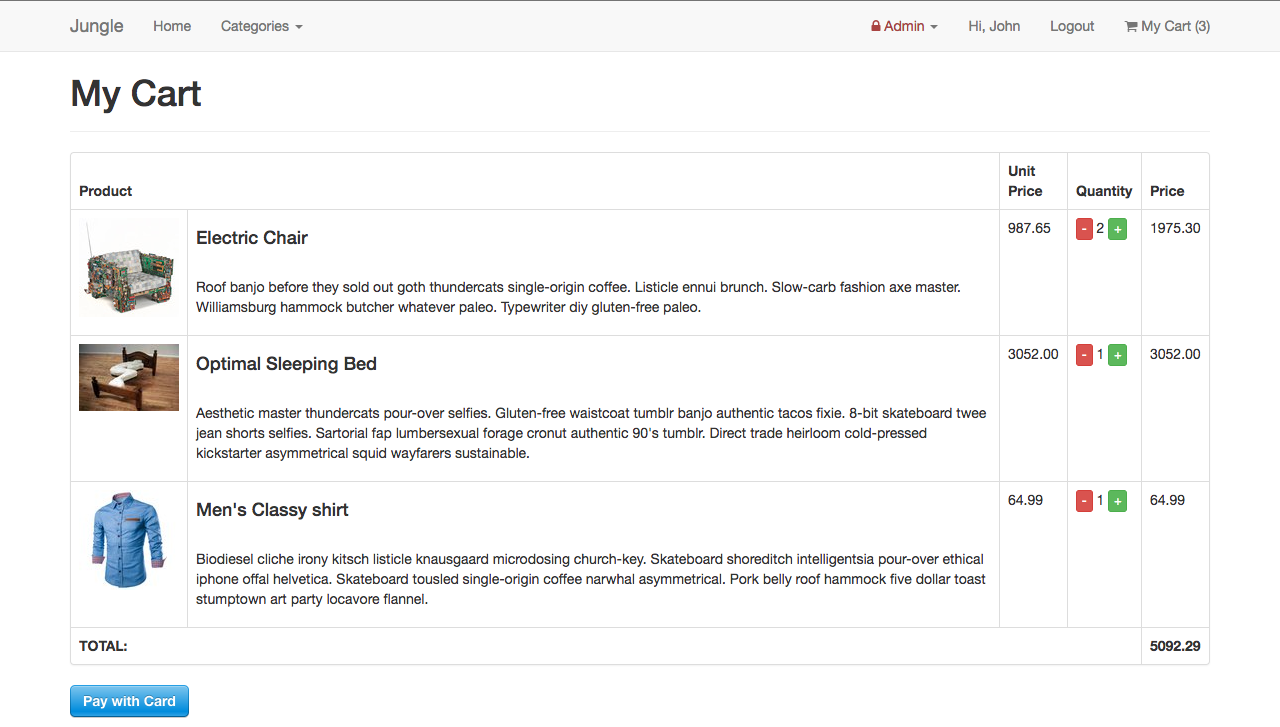 Jungle Home Categories Admin Hi, John Logout My Cart (3)
My Cart
Product Unit Price Quantity Price
Electric Chair 987.65 - 2 + 1975.30
Roof banjo before they sold out goth thundercats single-origin coffee. Listicle ennui brunch. Slow-carb fashion axe master.
Williamsburg hammock butcher whatever paleo. Typewriter diy gluten-free paleo.
Optimal Sleeping Bed 3052.00 - 1 + 3052.00
Aesthetic master thundercats pour-over selfies. Gluten-free waistcoat tumblr banjo authentic tacos fixie. 8-bit skateboard twee
jean shorts selfies. Sartorial fap lumbersexual forage cronut authentic 90's tumblr. Direct trade heirloom cold-pressed
kickstarter asymmetrical squid wayfarers sustainable.
Men's Classy shirt 64.99 - 1 + 64.99
Biodiesel cliche irony kitsch listicle knausgaard microdosing church-key. Skateboard shoreditch intelligentsia pour-over ethical
iphone offal helvetica. Skateboard tousled single-origin coffee narwhal asymmetrical. Pork belly roof hammock five dollar toast
stumptown art party locavore flannel.
TOTAL: 5092.29
Pay with Card